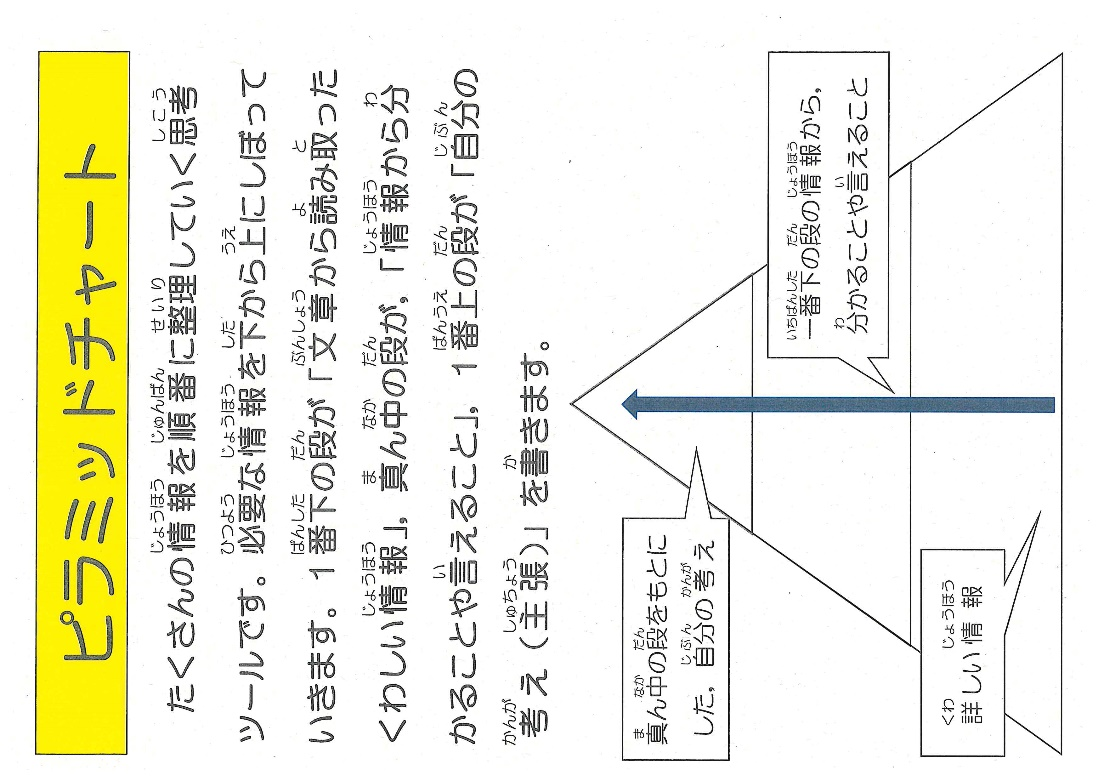 ピラミッドチャート
たくさんの情報を順番に整理していく思考
ツールです。必要な情報を下から上にしぼって
いきます。1番下の段が「文章から読み取った
くわしい情報」，真ん中の段が，「情報から分
かることや言えること」，1番上の段が「自分の
考え（主張）」を書きます。
真ん中の段をもとに
した，自分の考え
一番下の段の情報から，
分かることや言えること
詳しい情報